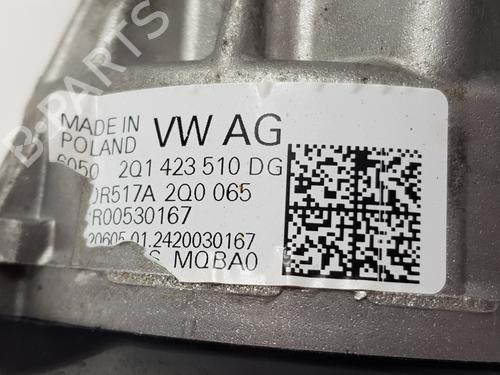 MADE IN
POLAND
VW AG
6050 2Q1 423 510 DG
0R517A 2Q0 065
R00530167
20605.01.2420030167
MQBA0
B-PARTS